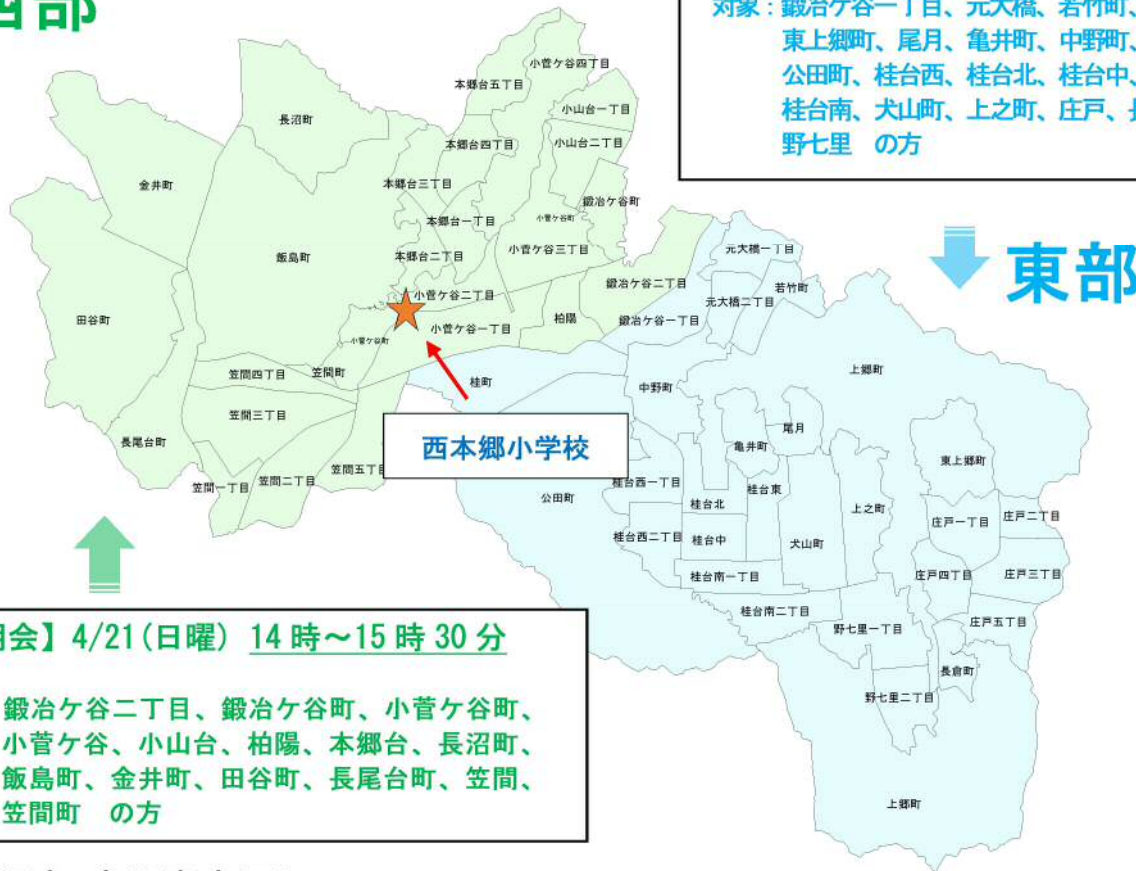 西部
対象：鍛冶ケ谷一丁目、元大橋、若竹町、
東上郷町、尾月、亀井町、中野町、
公田町、桂台西、桂台北、桂台中、
桂台南、犬山町、上之町、庄戸、長
野七里　の方
東部
小菅ケ谷四丁目
本郷台五丁目
小山台一丁目
長沼町
本郷台四丁目
小山台二丁目
金井町
本郷台三丁目
鍛冶ケ谷町
本郷台一丁目
小菅ケ谷町
飯島町
本郷台二丁目
小菅ケ谷三丁目
元大橋一丁目
鍛冶ケ谷二丁目
若竹町
小菅ケ谷二丁目
元大橋二丁目
田谷町
小菅ケ谷一丁目
柏陽
鍛冶ケ谷一丁目
小菅ケ谷町
笠間四丁目
笠間町
桂町
中野町
上郷町
笠間三丁目
長尾台町
西本郷小学校
亀井町
尾月
東上郷町
笠間一丁目
笠間二丁目
笠間五丁目
公田町
桂台西一丁目
桂台北
桂台東
上之町
庄戸一丁目
庄戸二丁目
桂台西二丁目
桂台中
犬山町
桂台南一丁目
庄戸四丁目
庄戸三丁目
桂台南二丁目
野七里一丁目
庄戸五丁目
長倉町
野七里二丁目
上郷町
明会】4/21(日曜) 14時～15時30分
鍛冶ケ谷二丁目、鍛冶ケ谷町、小菅ケ谷町、
小菅ケ谷、小山台、柏陽、本郷台、長沼町、
飯島町、金井町、田谷町、長尾台町、笠間、
笠間町　の方